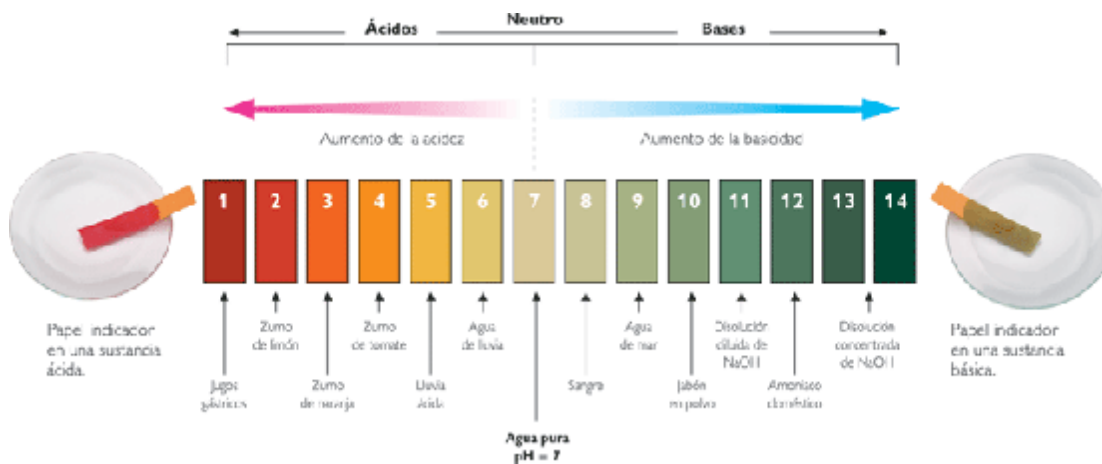 Neutro
Ácidos
Bases
Aumento de la acidez
Aumento de la basicidad
1 2 3 4 5 6 7 8 9 10 11 12 13 14
Papel indicador
en una sustancia
ácida.
Jugos
gástricos
Zumo
de limón
Zumo
de naranja
Zumo
de tomate
Lluvia
ácida
Agua
de lluvia
Agua pura
pH = 7
Sangre
Agua
de mar
Jabón
en polvo
Disolución
diluida de
NaOH
Amoniaco
doméstico
Disolución
concentrada
de NaOH
Papel indicador
en una sustancia
básica.